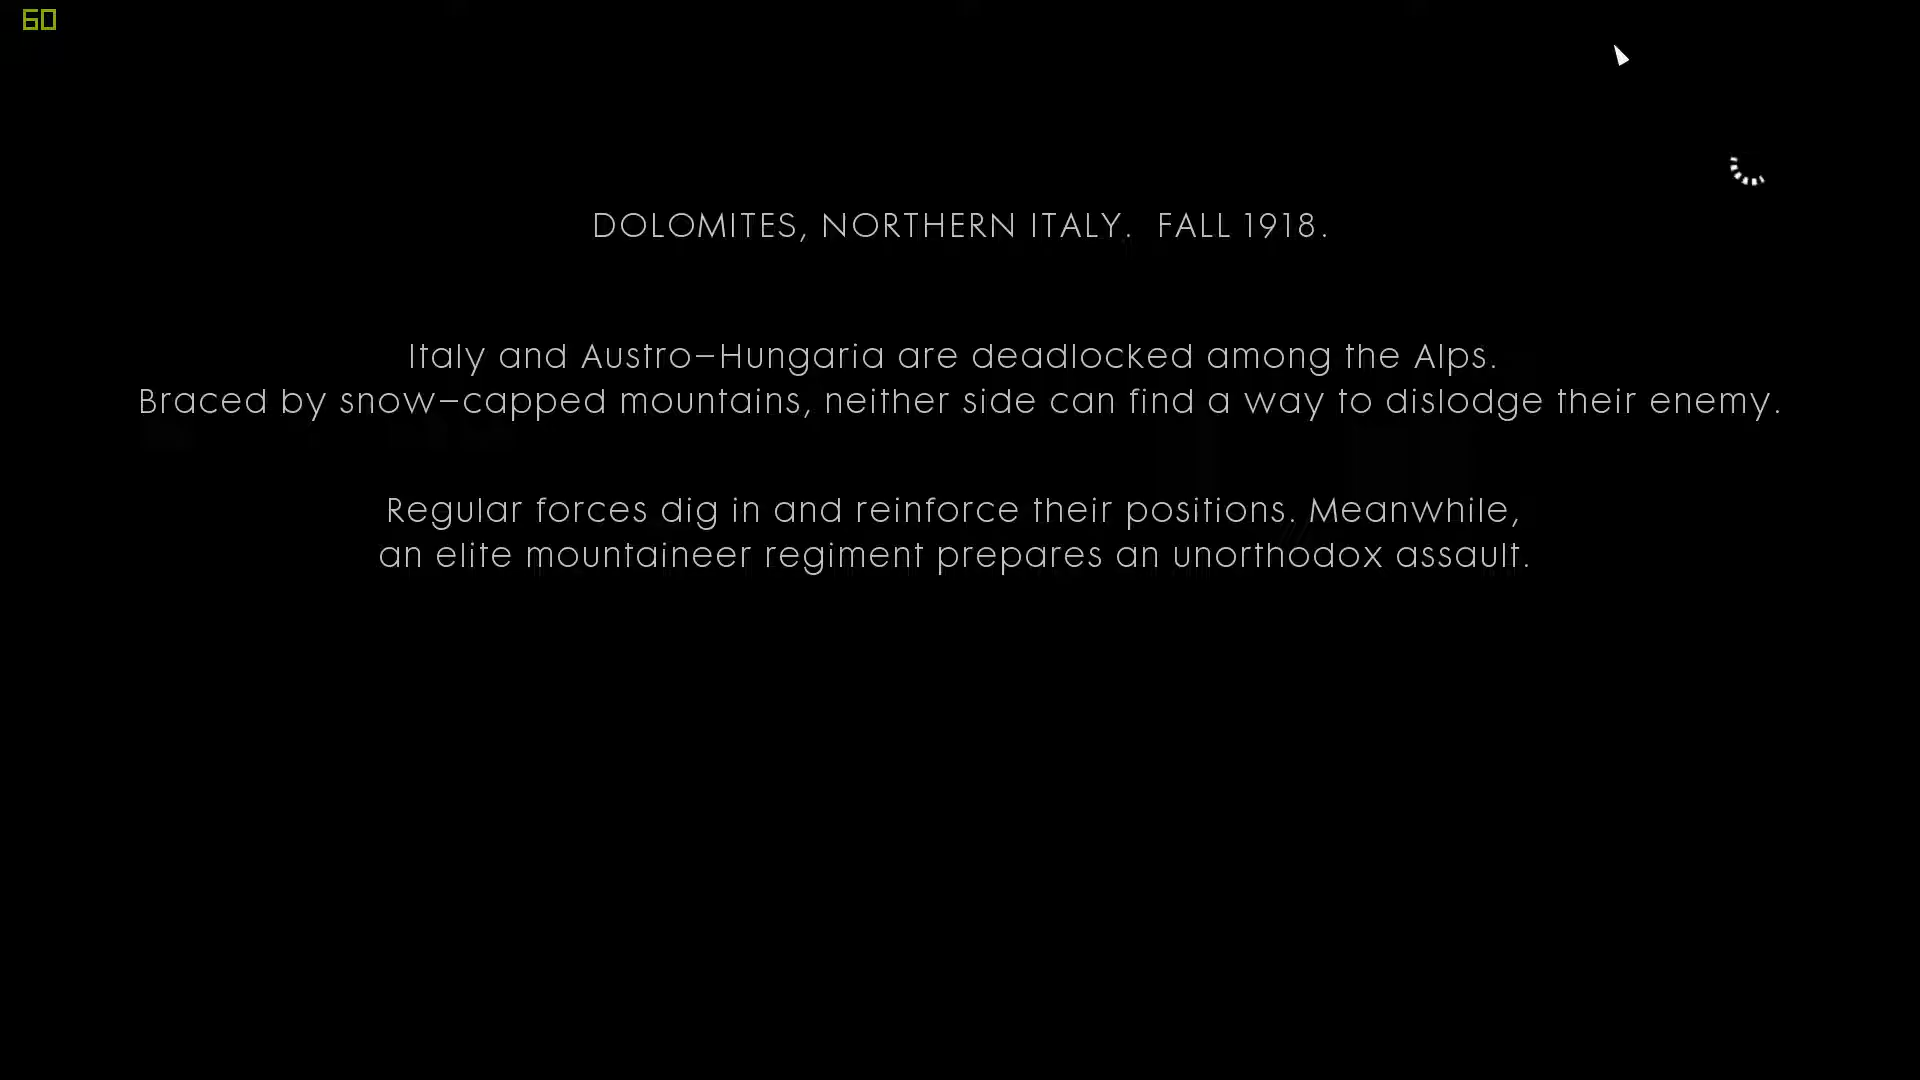 60
DOLOMITES, NORTHERN ITALY. FALL 1918.
Italy and Austro-Hungaria are deadlocked among the Alps.
Braced by snow-capped mountains, neither side can find a way to dislodge their enemy.
Regular forces dig in and reinforce their positions. Meanwhile,
an elite mountaineer regiment prepares an unorthodox assault.